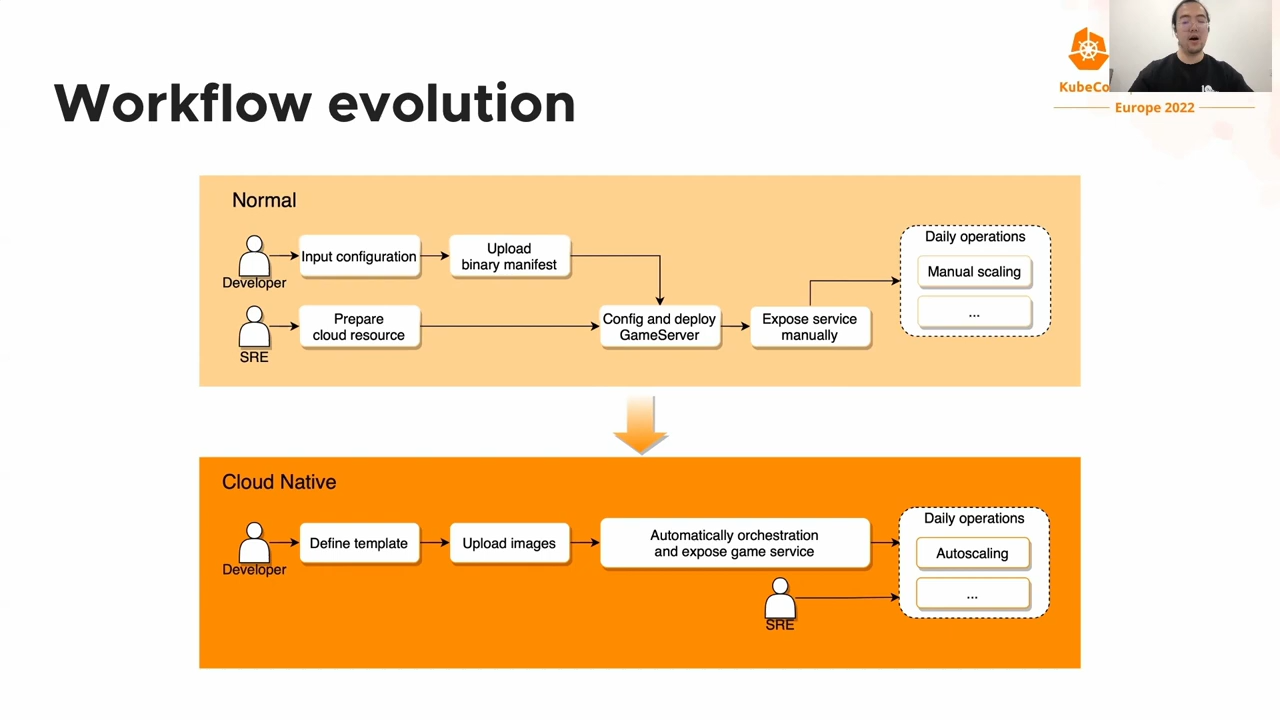 Workflow evolution
KubeCo
Europe 2022
Normal
Developer
Input configuration
Upload
binary manifest
SRE
Prepare
cloud resource
Config and deploy
GameServer
Expose service
manually
Daily operations
Manual scaling
...
Cloud Native
Developer
Define template
Upload images
Automatically orchestration
and expose game service
SRE
Daily operations
Autoscaling
...